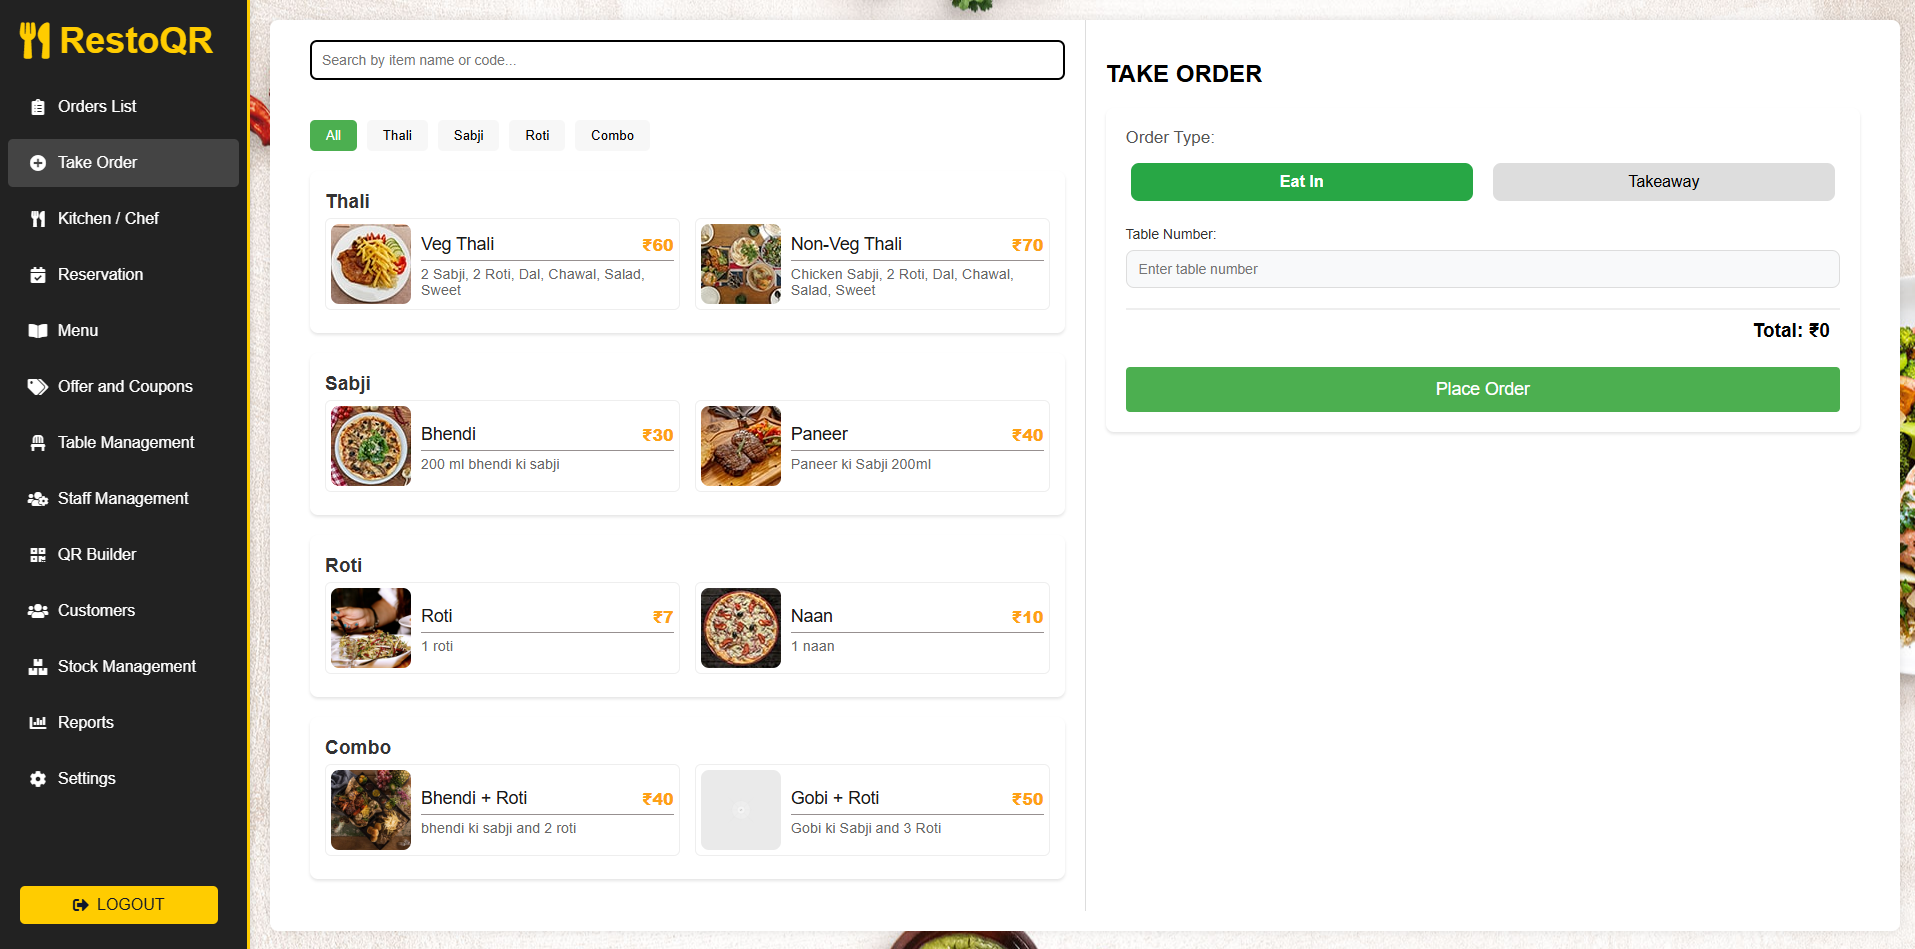 RestoQR
Orders List
Take Order
Kitchen / Chef
Reservation
Menu
Offer and Coupons
Table Management
Staff Management
QR Builder
Customers
Stock Management
Reports
Settings
LOGOUT
Search by item name or code...
All
Thali
Sabji
Roti
Combo
Thali
Veg Thali
₹60
2 Sabji, 2 Roti, Dal, Chawal, Salad,
Sweet
Non-Veg Thali
₹70
Chicken Sabji, 2 Roti, Dal, Chawal,
Salad, Sweet
Sabji
Bhendi
₹30
200 ml bhendi ki sabji
Paneer
₹40
Paneer ki Sabji 200ml
Roti
Roti
₹7
1 roti
Naan
₹10
1 naan
Combo
Bhendi + Roti
₹40
bhendi ki sabji and 2 roti
Gobi + Roti
₹50
Gobi ki Sabji and 3 Roti
TAKE ORDER
Order Type:
Eat In
Takeaway
Table Number:
Enter table number
Total: ₹0
Place Order